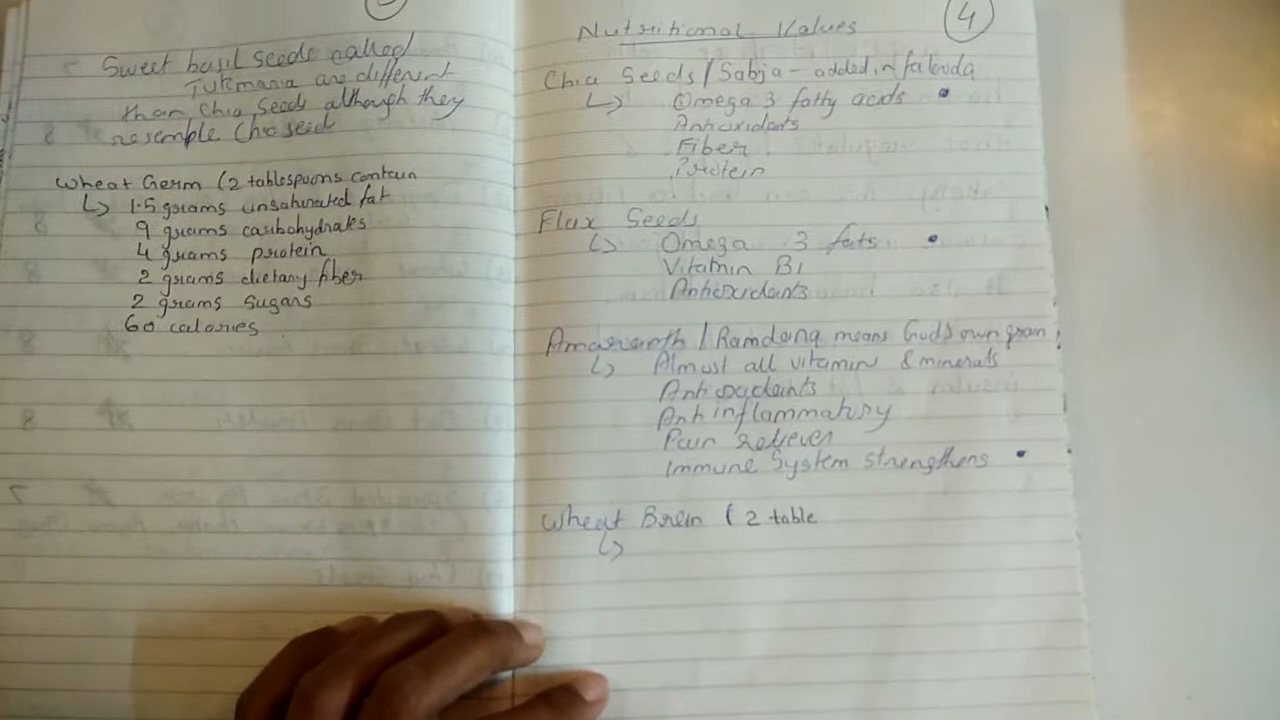 Sweet basil seeds called
Tukmaria are different
than Chia Seed although they
resemble Chia seed
Wheat Germ (2 tablespoons contain
↳ 1.5 grams unsaturated fat
9 grams carbohydrates
4 grams protein
2 grams dietary fiber
2 grams sugars
60 calories
4
Nutritional Values
Chia Seeds / Sabja - added in falooda
↳ Omega 3 fatty acids
Antioxidants
Fiber
Protein
Flax Seeds
↳ Omega 3 fats
Vitamin B1
Antioxidants
Amaranth / Ramdana means God's own grain
↳ Almost all vitamin & minerals
Antioxidants
Anti inflammatory
Pain reliever
Immune System strengthens
Wheat Bran (2 table
↳